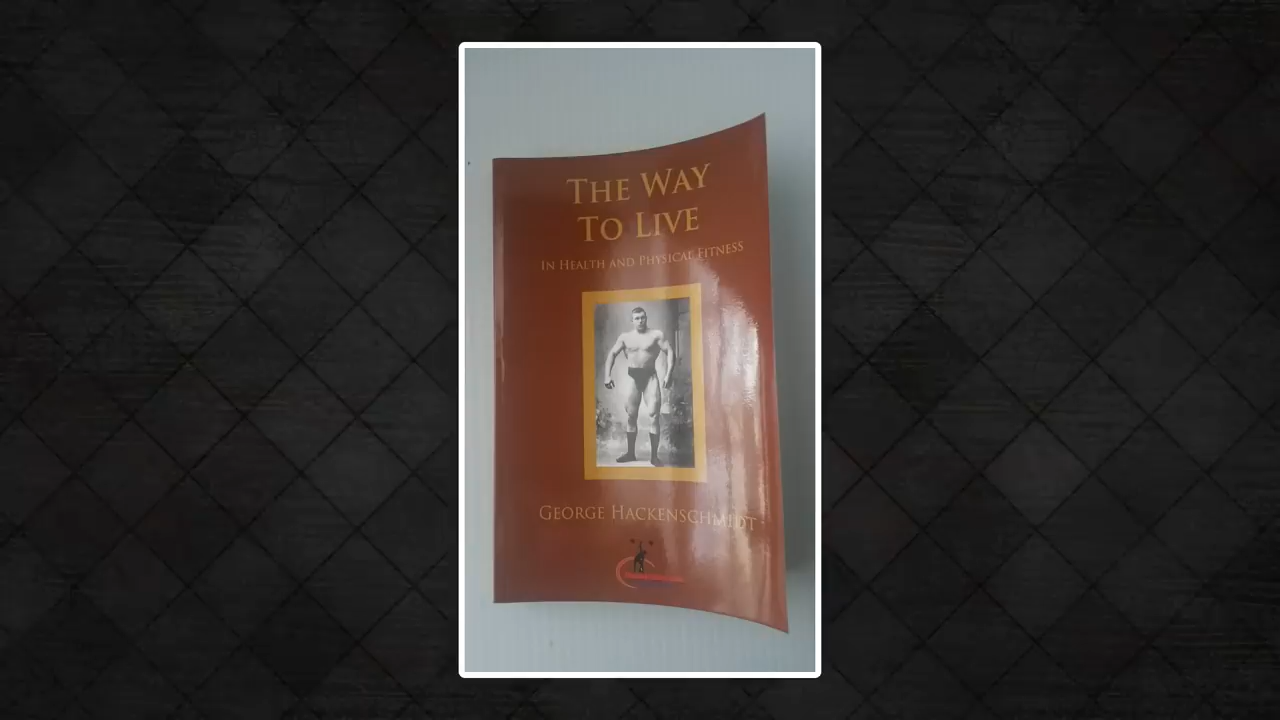 THE WAY
TO LIVE
IN HEALTH AND PHYSICAL FITNESS
GEORGE HACKENSCHMIDT